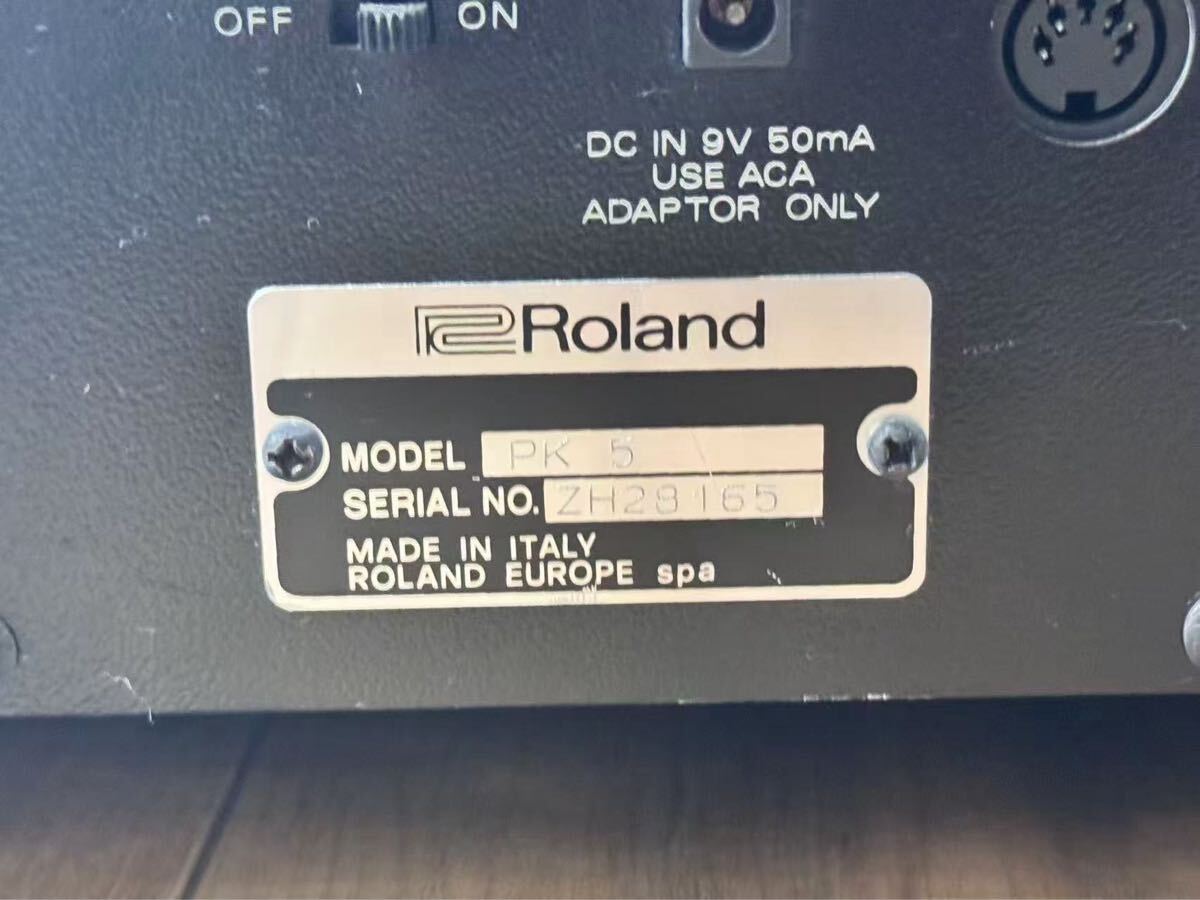 OFF ON
DC IN 9V 50mA
USE ACA
ADAPTOR ONLY
Roland
MODEL PK 5
SERIAL NO. ZH28165
MADE IN ITALY
ROLAND EUROPE spa